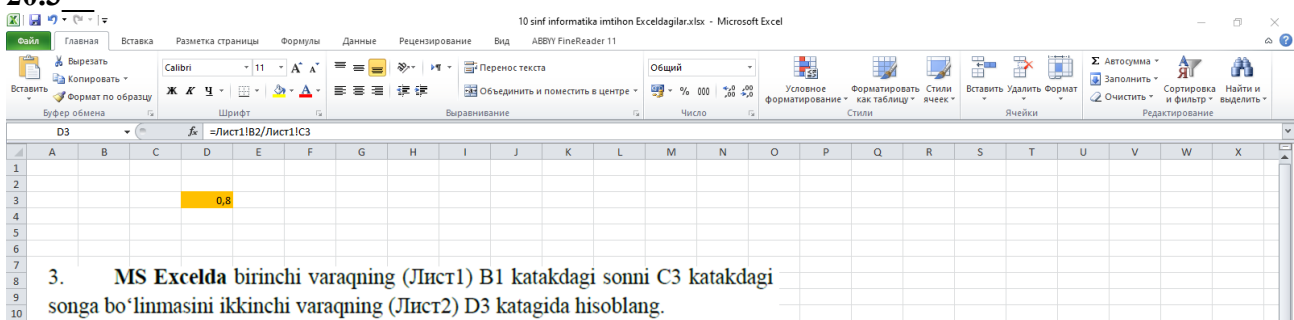 10 sinf informatika imtihon Exceldagilar.xlsx - Microsoft Excel
Файл Главная Вставка Разметка страницы Формулы Данные Рецензирование Вид ABBYY FineReader 11
Вставить Вырезать Копировать Формат по образцу
Calibri 11 Ж К Ч
Перенос текста
Объединить и поместить в центре
Общий
% 000
Условное форматирование Форматировать как таблицу Стили ячеек
Вставить Удалить Формат
Σ Автосумма Заполнить Очистить
Сортировка и фильтр Найти и выделить
Буфер обмена Шрифт Выравнивание Число Стили Ячейки Редактирование
D3 fx =Лист1!B2/Лист1!C3
A B C D E F G H I J K L M N O P Q R S T U V W X
1
2
3 0,8
4
5
6
7
8 3. MS Excelda birinchi varaqning (Лист1) B1 katakdagi sonni C3 katakdagi
9
10 songa bo‘linmasini ikkinchi varaqning (Лист2) D3 katagida hisoblang.